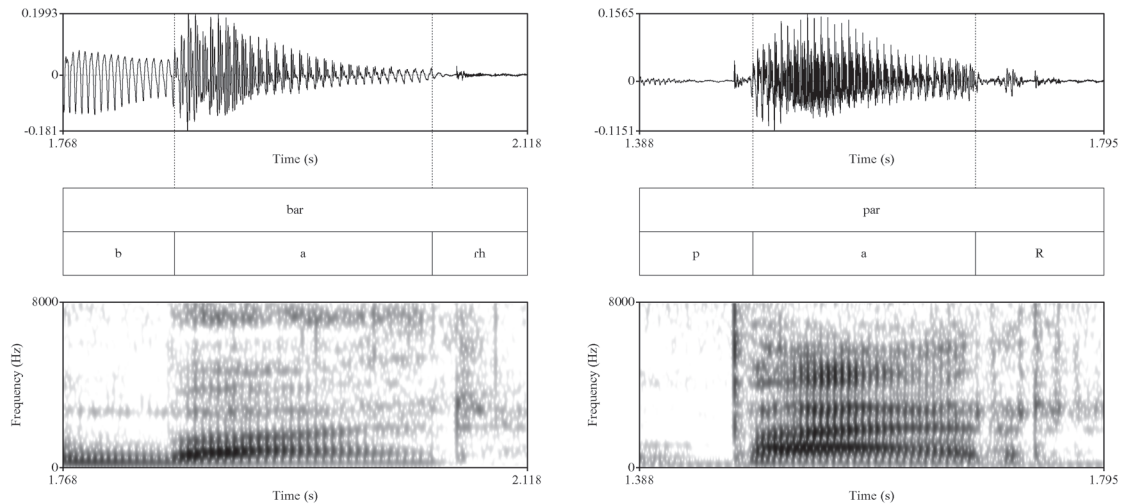 0.1993
0
-0.181
1.768
2.118
Time (s)
bar
b
a
rh
8000
Frequency (Hz)
0
1.768
2.118
Time (s)
0.1565
0
-0.1151
1.388
1.795
Time (s)
par
p
a
R
8000
Frequency (Hz)
0
1.388
1.795
Time (s)